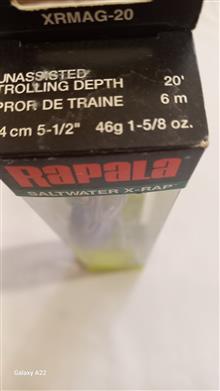 XRMAG-20
UNASSISTED
TROLLING DEPTH 20'
PROF. DE TRAINE 6 m
4 cm 5-1/2" 46g 1-5/8 oz.
RAPALA
SALTWATER X-RAP
Galaxy A22